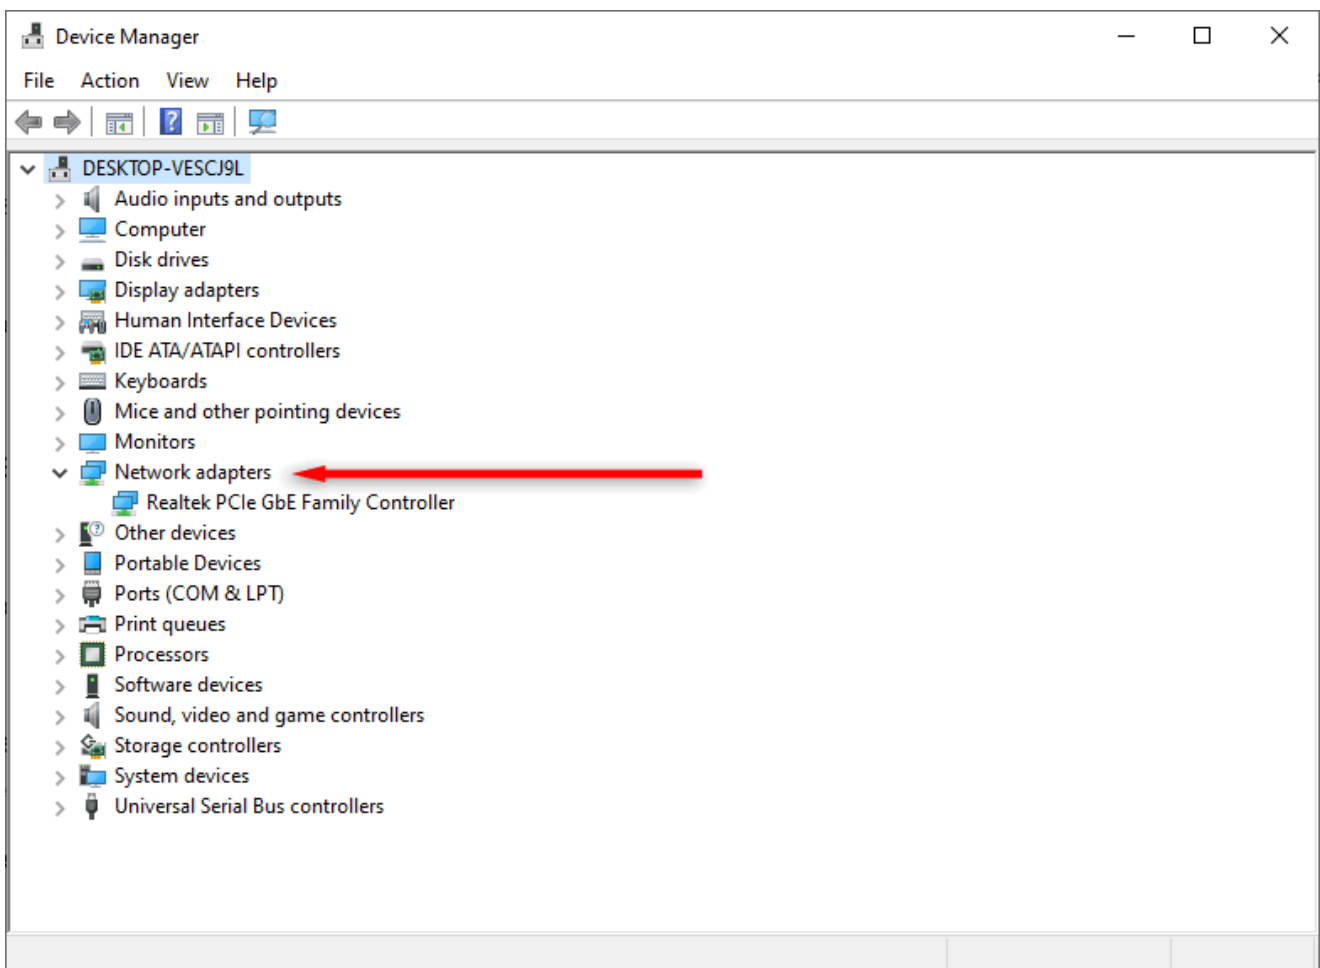 Device Manager
File Action View Help
DESKTOP-VESCJ9L
Audio inputs and outputs
Computer
Disk drives
Display adapters
Human Interface Devices
IDE ATA/ATAPI controllers
Keyboards
Mice and other pointing devices
Monitors
Network adapters
Realtek PCIe GbE Family Controller
Other devices
Portable Devices
Ports (COM & LPT)
Print queues
Processors
Software devices
Sound, video and game controllers
Storage controllers
System devices
Universal Serial Bus controllers